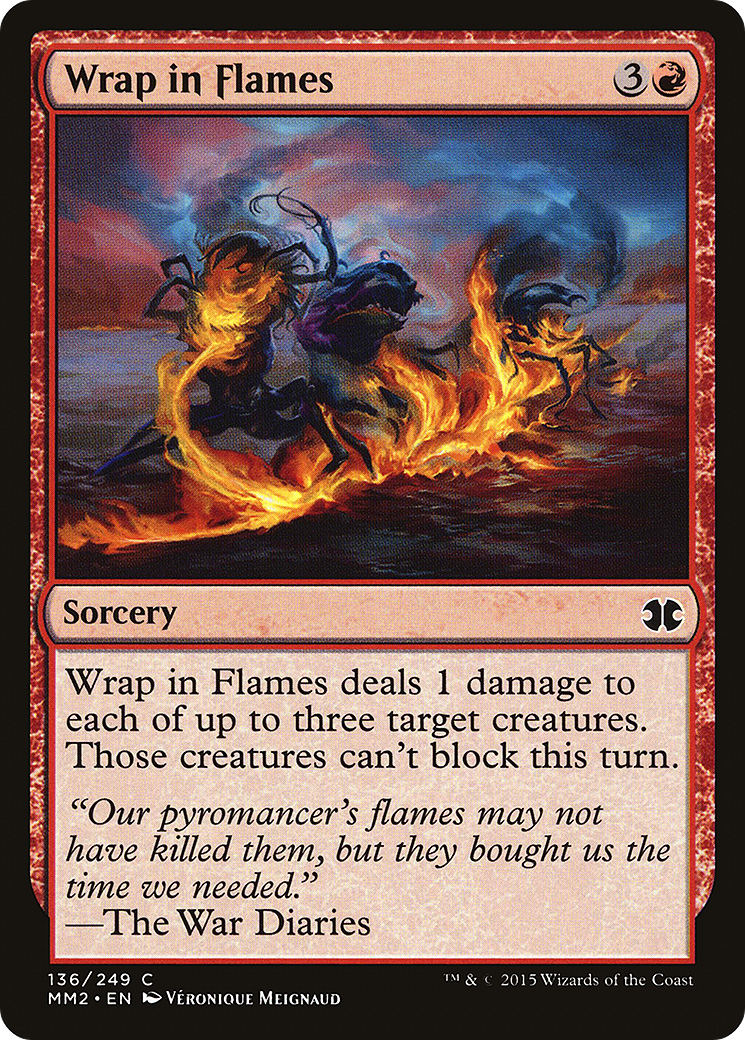 Wrap in Flames 3
Sorcery
Wrap in Flames deals 1 damage to
each of up to three target creatures.
Those creatures can't block this turn.
“Our pyromancer's flames may not
have killed them, but they bought us the
time we needed.”
—The War Diaries
136/249 C
MM2 • EN Véronique Meignaud
™ & © 2015 Wizards of the Coast